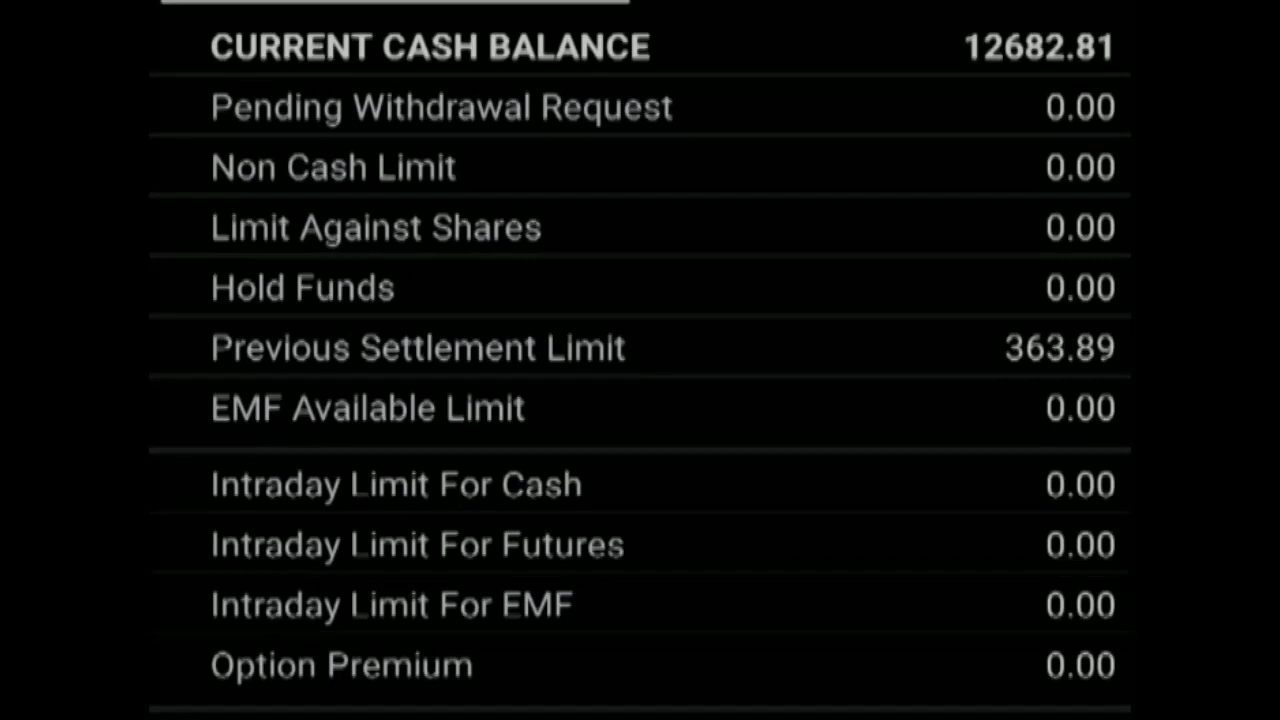 CURRENT CASH BALANCE 12682.81
Pending Withdrawal Request 0.00
Non Cash Limit 0.00
Limit Against Shares 0.00
Hold Funds 0.00
Previous Settlement Limit 363.89
EMF Available Limit 0.00
Intraday Limit For Cash 0.00
Intraday Limit For Futures 0.00
Intraday Limit For EMF 0.00
Option Premium 0.00